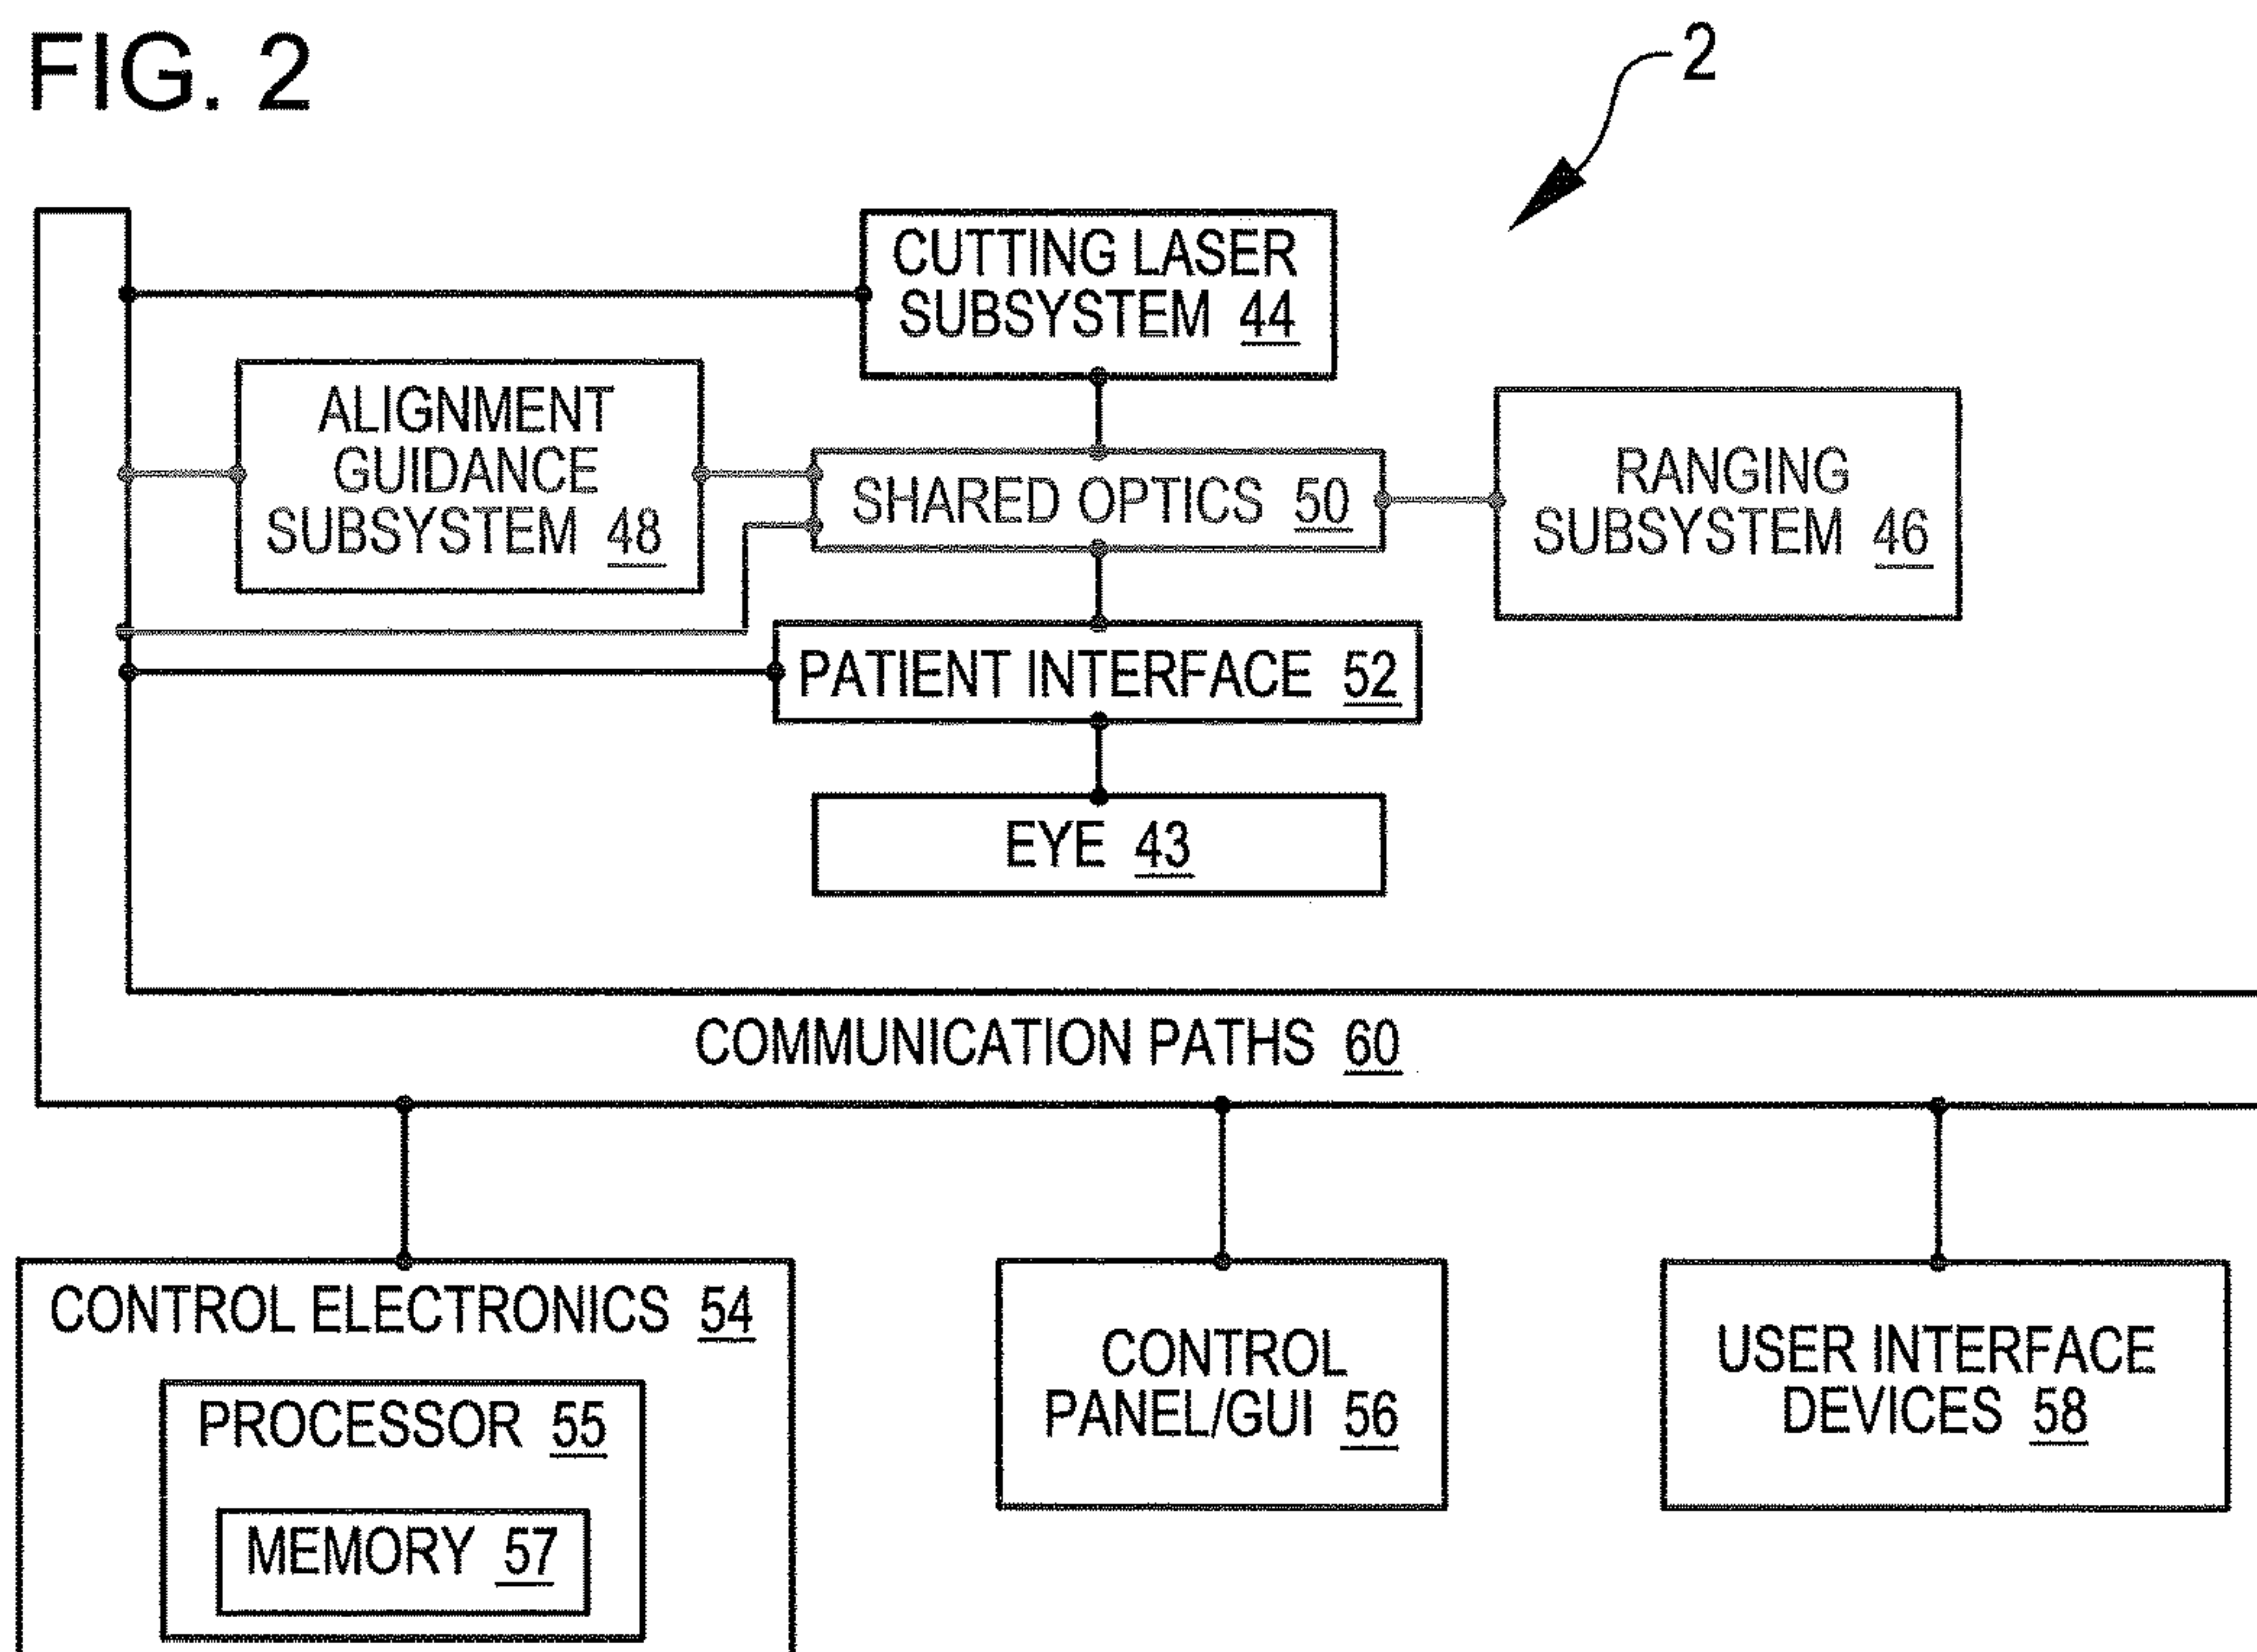 FIG. 2
2
CUTTING LASER
SUBSYSTEM 44
ALIGNMENT
GUIDANCE
SUBSYSTEM 48
SHARED OPTICS 50
RANGING
SUBSYSTEM 46
PATIENT INTERFACE 52
EYE 43
COMMUNICATION PATHS 60
CONTROL ELECTRONICS 54
PROCESSOR 55
MEMORY 57
CONTROL
PANEL/GUI 56
USER INTERFACE
DEVICES 58